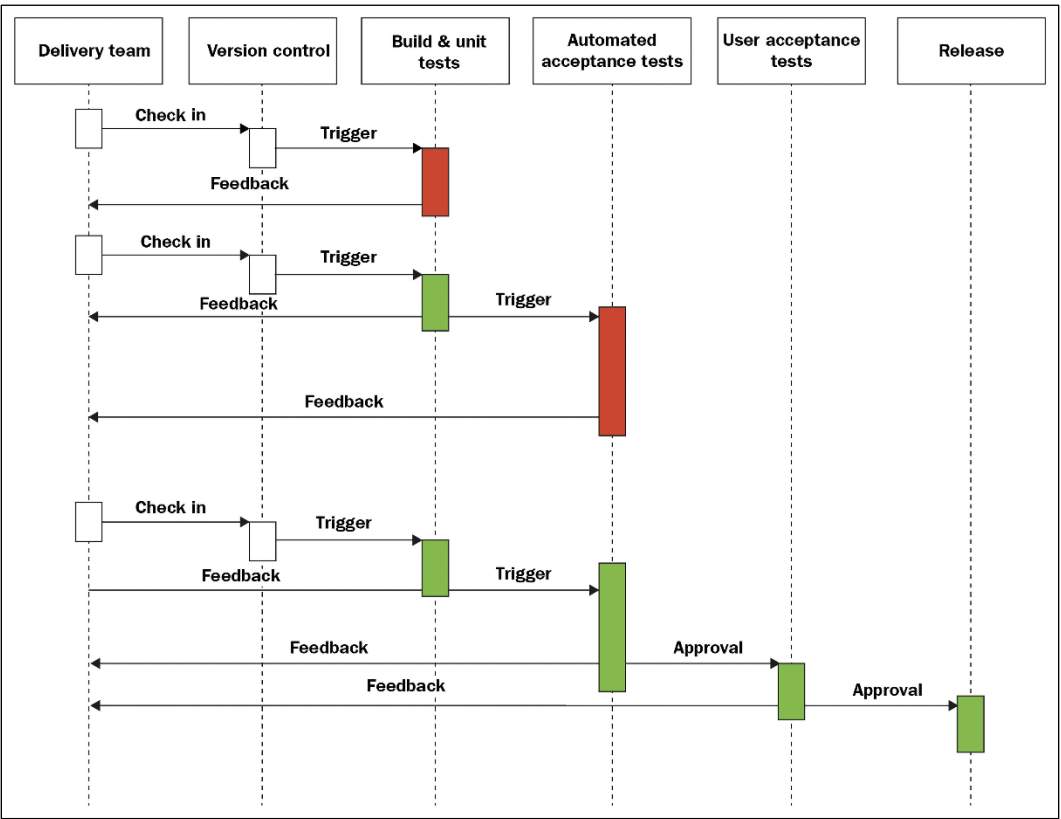 Delivery team
Version control
Build & unit
tests
Automated
acceptance tests
User acceptance
tests
Release
Check in
Trigger
Feedback
Check in
Trigger
Feedback
Trigger
Feedback
Check in
Trigger
Feedback
Trigger
Feedback
Approval
Feedback
Approval